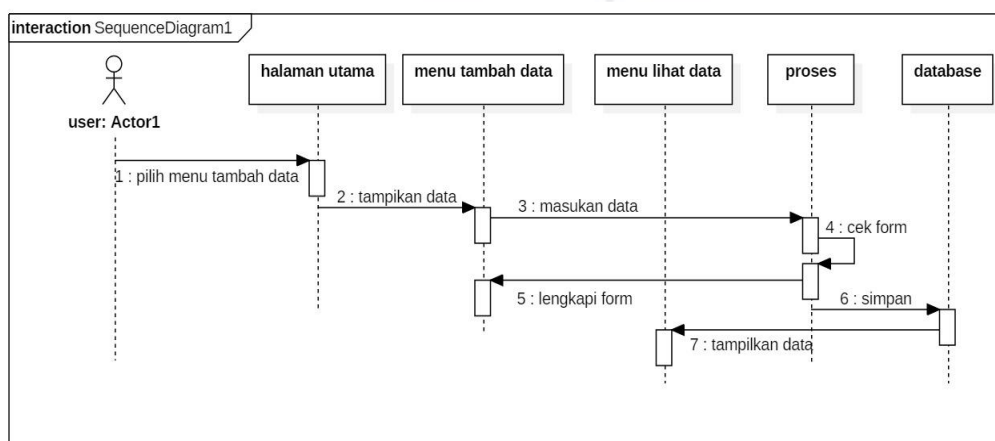 interaction SequenceDiagram1
halaman utama
menu tambah data
menu lihat data
proses
database
user: Actor1
1 : pilih menu tambah data
2 : tampikan data
3 : masukan data
4 : cek form
5 : lengkapi form
6 : simpan
7 : tampilkan data